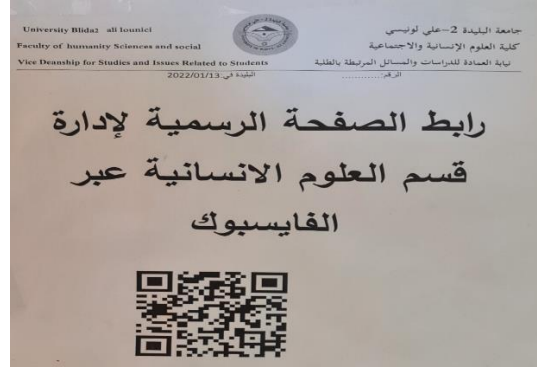 University Blida2 ali lounici
جامعة البليدة 2-علي لونيسي
Faculty of humanity Sciences and social
كلية العلوم الإنسانية والاجتماعية
Vice Deanship for Studies and Issues Related to Students
نيابة العمادة للدراسات والمسائل المرتبطة بالطلبة
البليدة في 2022/01/13
الرقم:............
رابط الصفحة الرسمية لإدارة
قسم العلوم الانسانية عبر
الفايسبوك